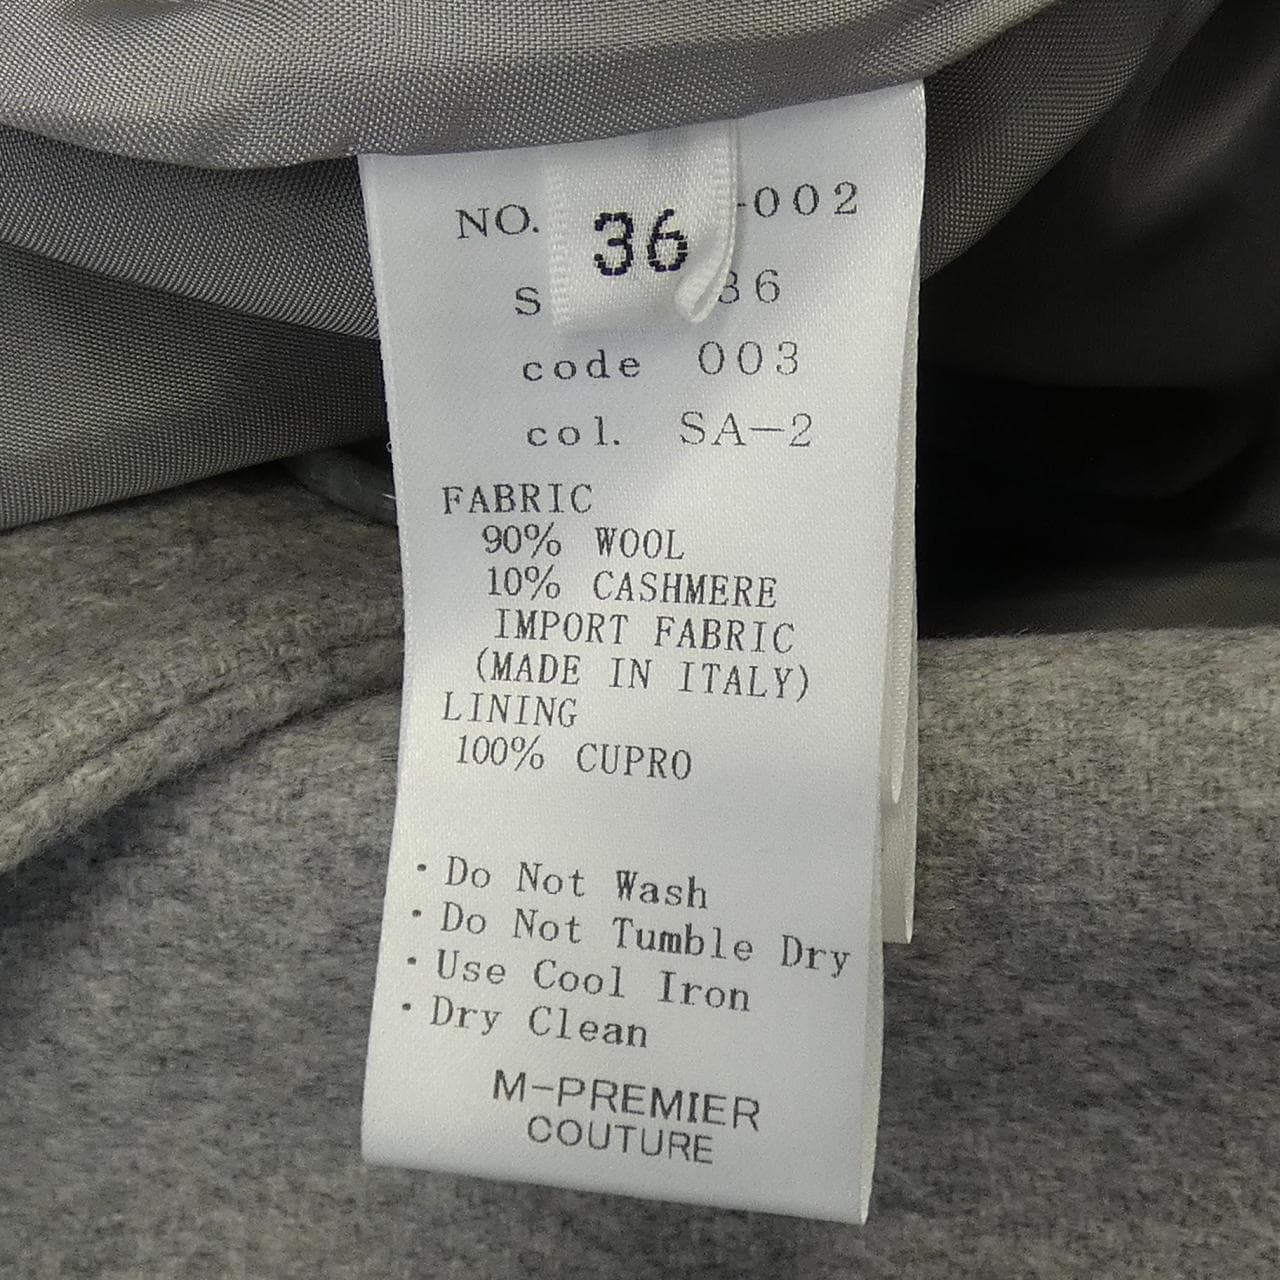 NO. -002
36
S 36
code 003
col. SA-2
FABRIC
90% WOOL
10% CASHMERE
IMPORT FABRIC
(MADE IN ITALY)
LINING
100% CUPRO
・Do Not Wash
・Do Not Tumble Dry
・Use Cool Iron
・Dry Clean
M-PREMIER
COUTURE